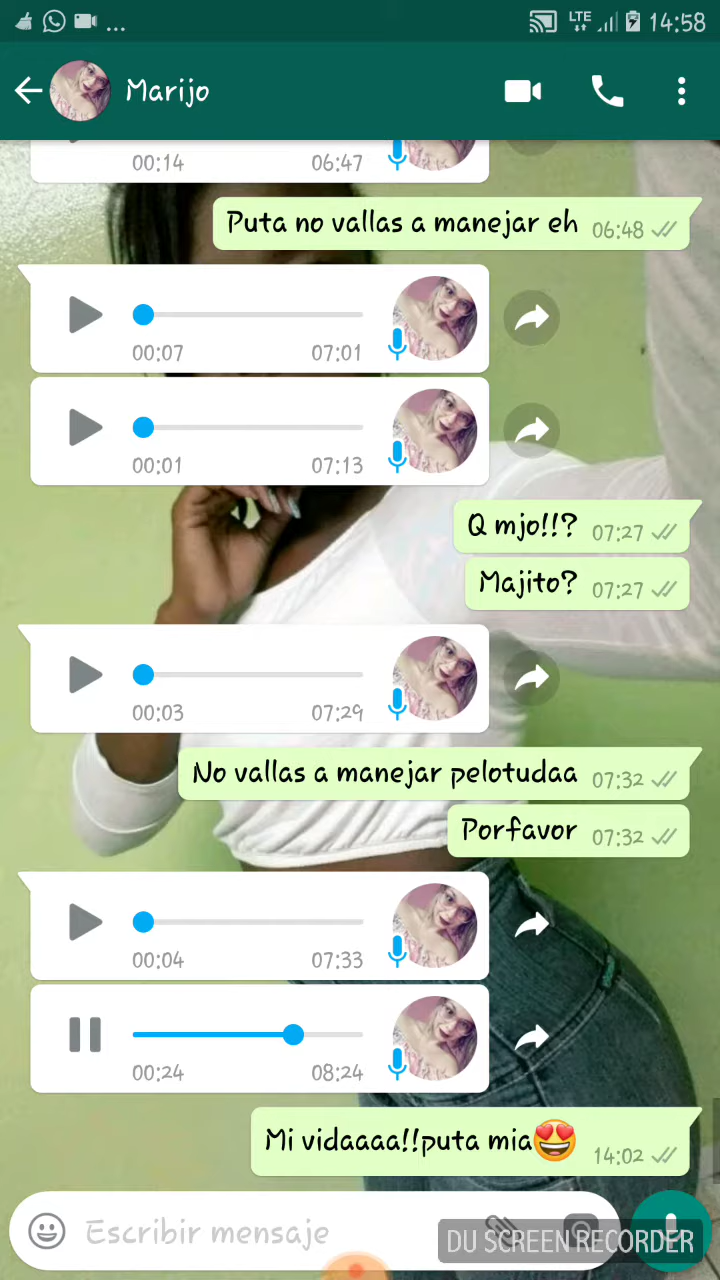 ... LTE 14:58
Marijo
00:14 06:47
Puta no vallas a manejar eh 06:48
00:07 07:01
00:01 07:13
Q mjo!!? 07:27
Majito? 07:27
00:03 07:29
No vallas a manejar pelotudaa 07:32
Porfavor 07:32
00:04 07:33
00:24 08:24
Mi vidaaaa!!puta mia😍 14:02
Escribir mensaje
DU SCREEN RECORDER